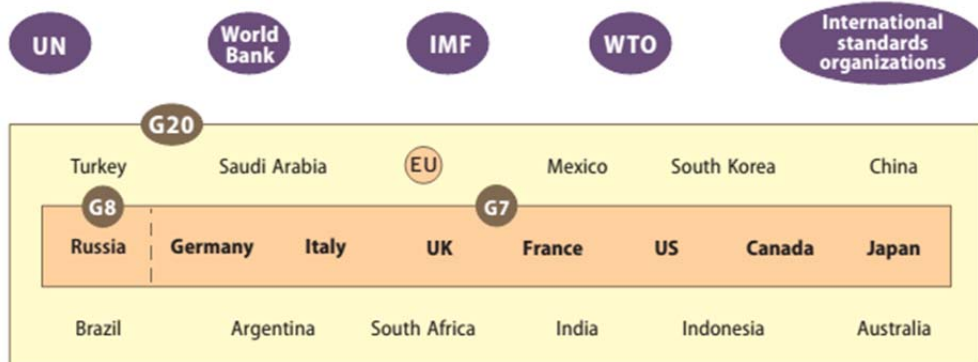 UN
World
Bank
IMF
WTO
International
standards
organizations
G20
Turkey Saudi Arabia EU Mexico South Korea China
G8 G7
Russia Germany Italy UK France US Canada Japan
Brazil Argentina South Africa India Indonesia Australia